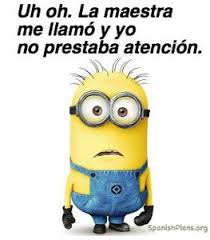 Uh oh. La maestra
me llamó y yo
no prestaba atención.
SpanishPlans.org